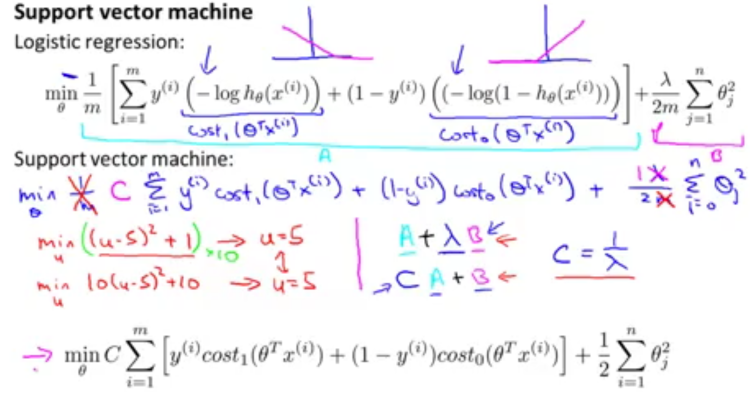 Support vector machine
Logistic regression:
min_θ 1/m [ Σ_{i=1}^{m} y^{(i)} (−log h_θ(x^{(i)})) + (1 − y^{(i)}) ((−log(1 − h_θ(x^{(i)}))) ] + λ/2m Σ_{j=1}^{n} θ_j^2
cost_1(θ^T x^{(i)}) cost_0(θ^T x^{(i)})
A B
Support vector machine:
min_θ 1/m C Σ_{i=1}^{m} y^{(i)} cost_1(θ^T x^{(i)}) + (1-y^{(i)}) cost_0(θ^T x^{(i)}) + 1 λ/2m Σ_{i=0}^{n} θ_j^2
min_u ((u-5)^2 + 1) ×10 → u=5 A + λ B ← C = 1/λ
min_u 10(u-5)^2+10 → u=5 → C A + B ←
→ min_θ C Σ_{i=1}^{m} [ y^{(i)} cost_1(θ^T x^{(i)}) + (1 − y^{(i)}) cost_0(θ^T x^{(i)}) ] + 1/2 Σ_{i=1}^{n} θ_j^2